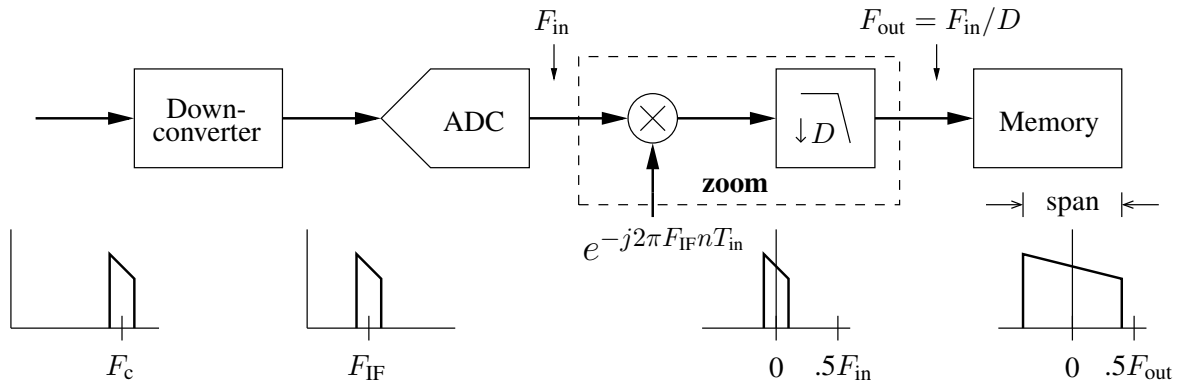 F_in
F_out = F_in/D
Down-
converter
ADC
×
↓D
Memory
zoom
span
e^{-j2πF_IF nT_in}
F_c
F_IF
0
.5F_in
0
.5F_out